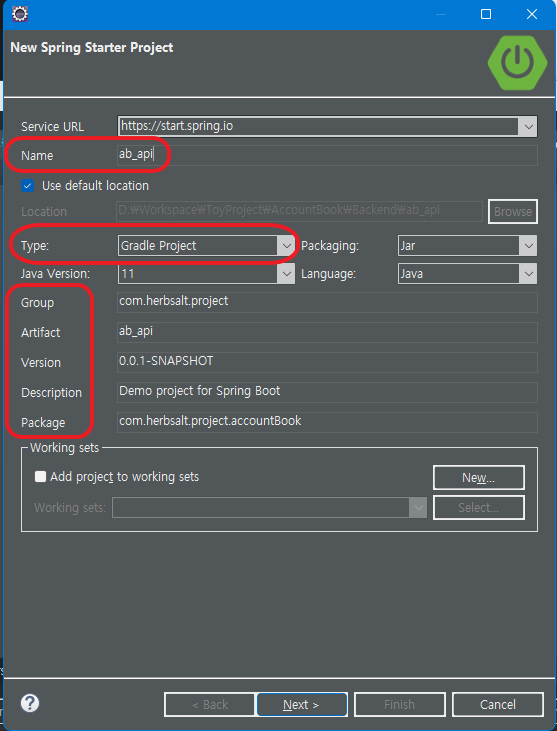 New Spring Starter Project
Service URL https://start.spring.io
Name ab_api
Use default location
Location D:₩Workspace₩ToyProject₩AccountBook₩Backend₩ab_api Browse
Type: Gradle Project Packaging: Jar
Java Version: 11 Language: Java
Group com.herbsalt.project
Artifact ab_api
Version 0.0.1-SNAPSHOT
Description Demo project for Spring Boot
Package com.herbsalt.project.accountBook
Working sets
Add project to working sets New...
Working sets: Select...
? < Back Next > Finish Cancel